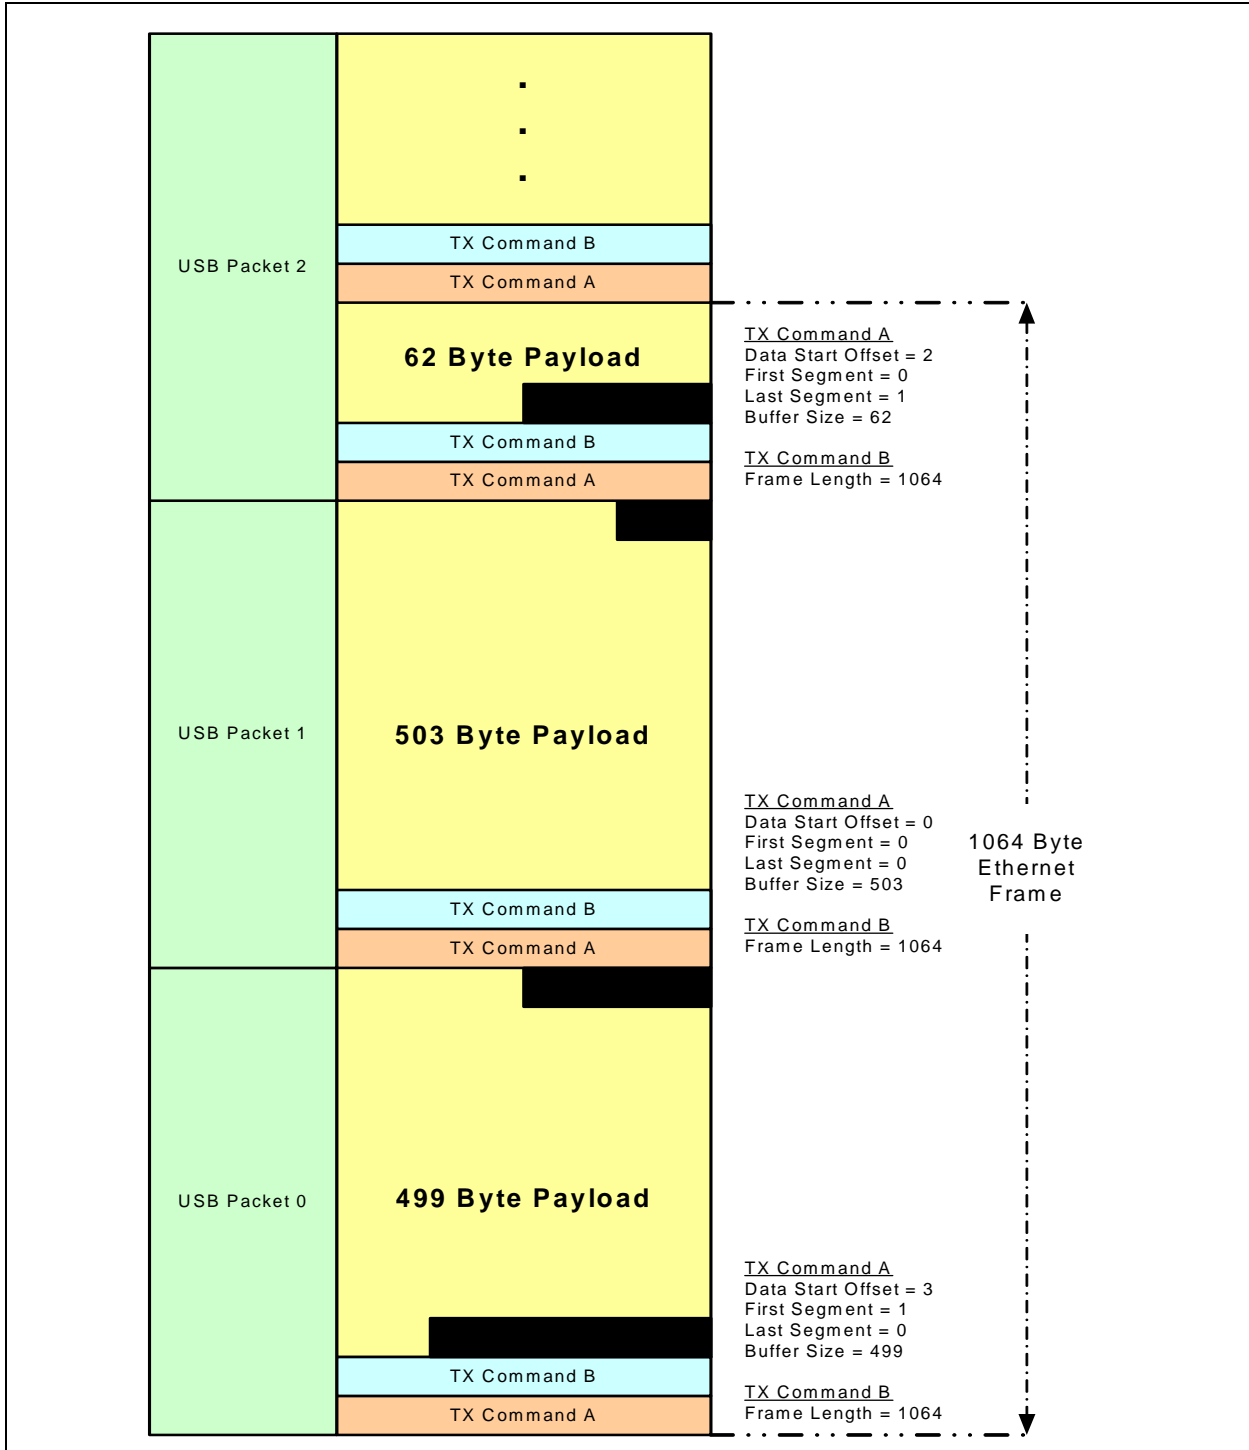 USB Packet 2
TX Command B
TX Command A
62 Byte Payload
TX Command B
TX Command A
TX Command A
Data Start Offset = 2
First Segment = 0
Last Segment = 1
Buffer Size = 62
TX Command B
Frame Length = 1064
USB Packet 1
503 Byte Payload
TX Command B
TX Command A
TX Command A
Data Start Offset = 0
First Segment = 0
Last Segment = 0
Buffer Size = 503
TX Command B
Frame Length = 1064
1064 Byte
Ethernet
Frame
USB Packet 0
499 Byte Payload
TX Command B
TX Command A
TX Command A
Data Start Offset = 3
First Segment = 1
Last Segment = 0
Buffer Size = 499
TX Command B
Frame Length = 1064